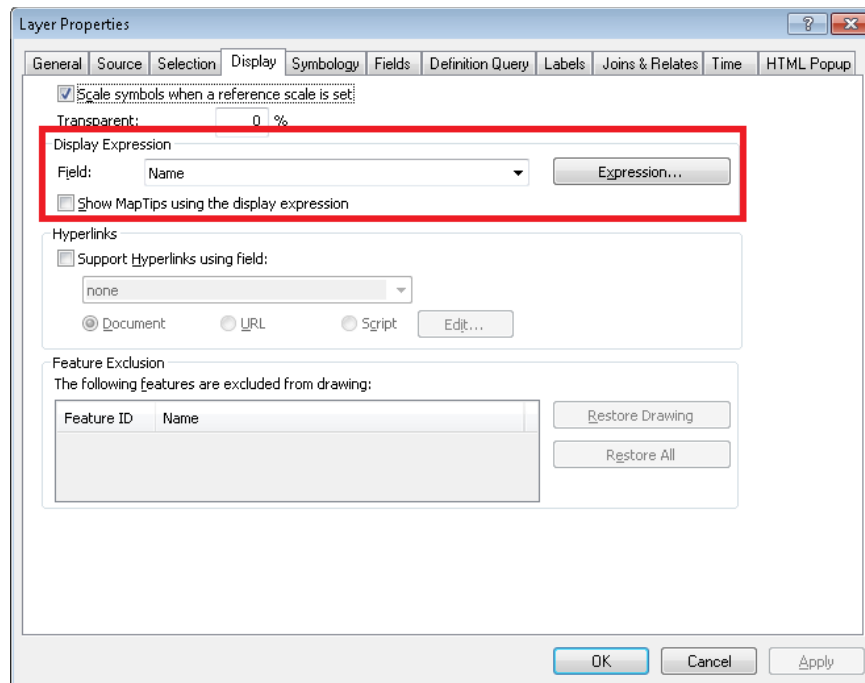 Layer Properties
General Source Selection Display Symbology Fields Definition Query Labels Joins & Relates Time HTML Popup
Scale symbols when a reference scale is set
Transparent: 0 %
Display Expression
Field: Name Expression...
Show MapTips using the display expression
Hyperlinks
Support Hyperlinks using field:
none
Document URL Script Edit...
Feature Exclusion
The following features are excluded from drawing:
Feature ID Name
Restore Drawing
Restore All
OK Cancel Apply